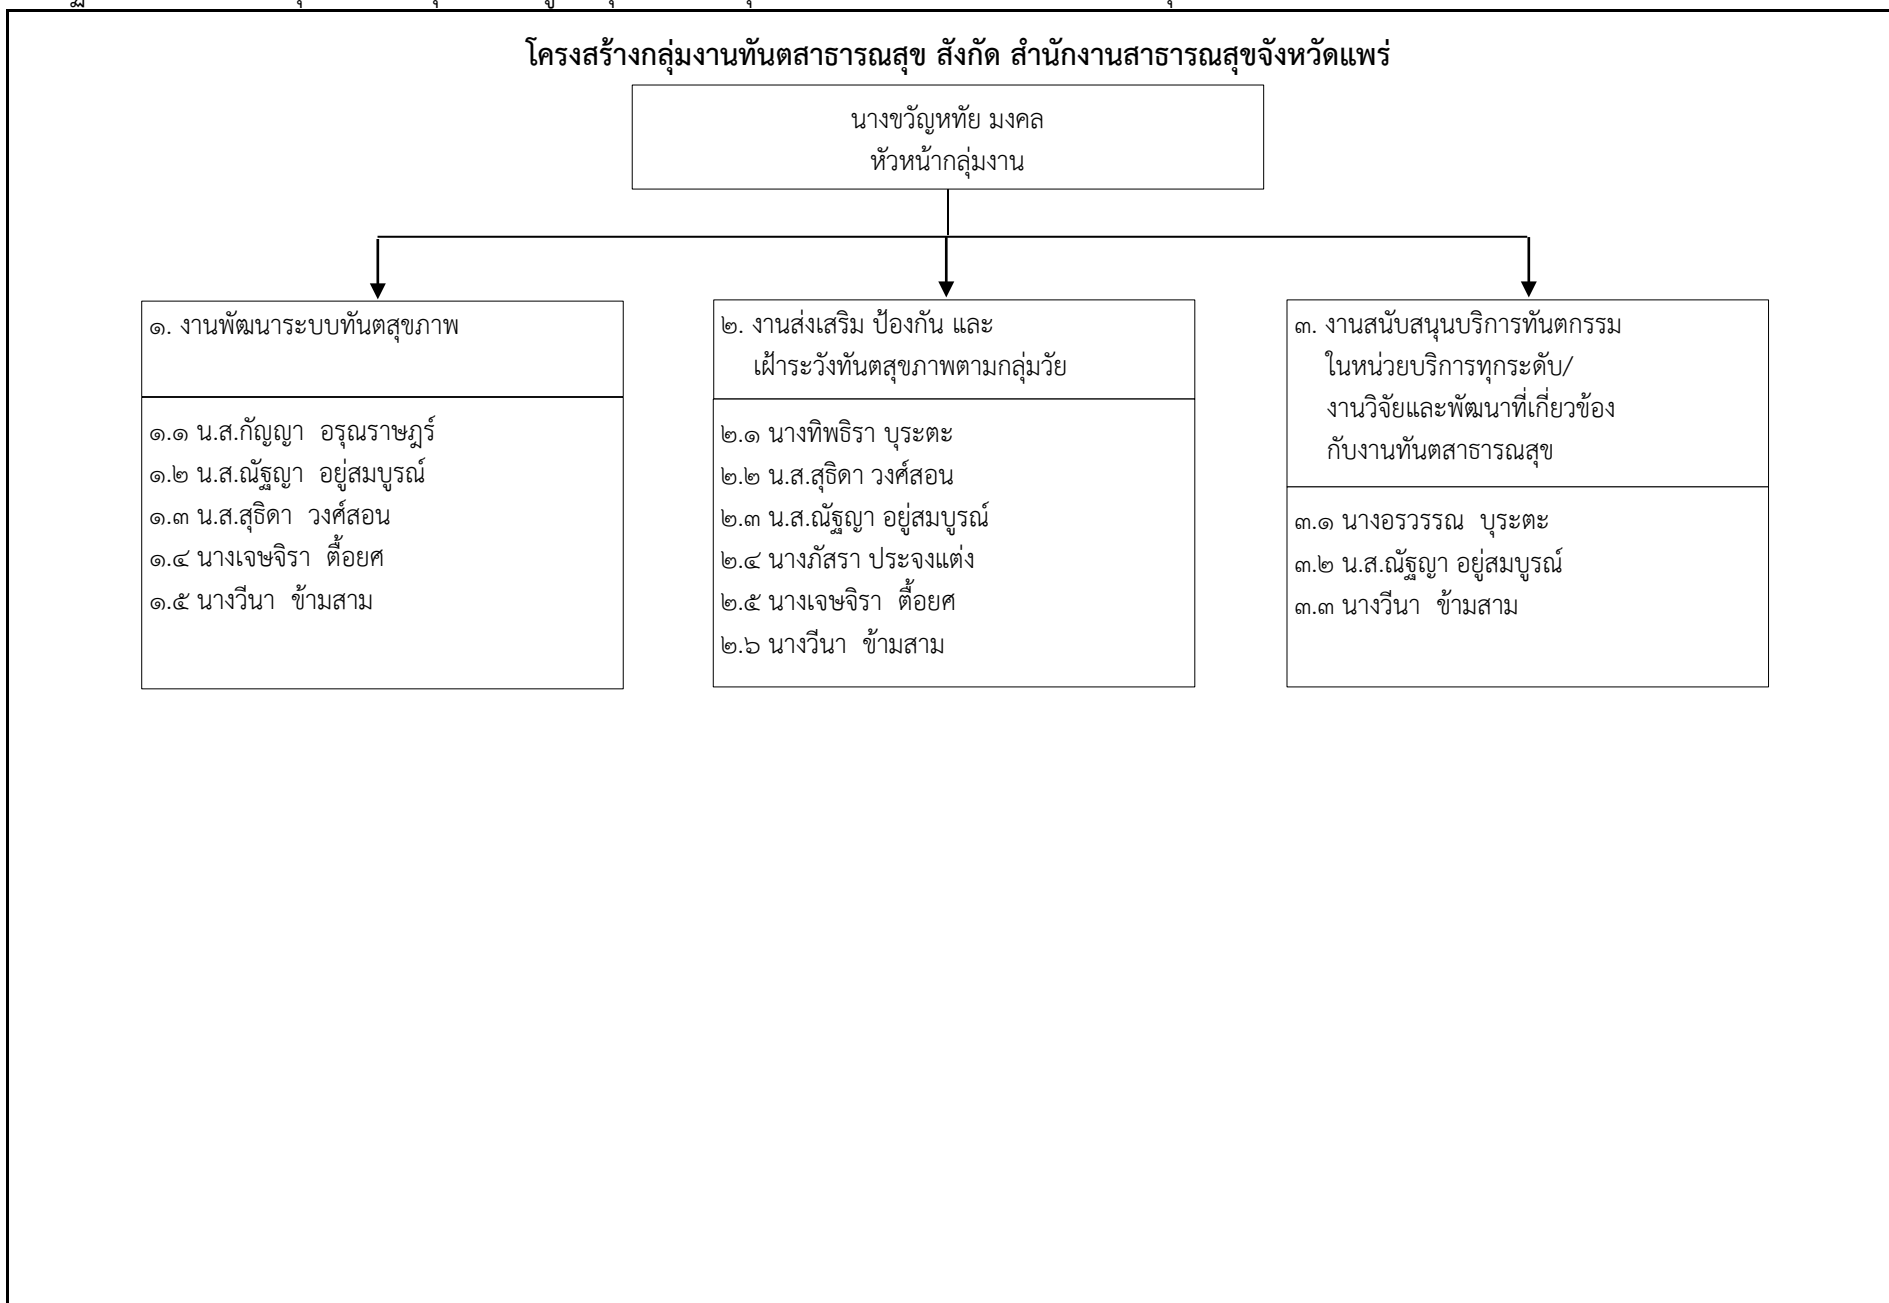 โครงสร้างกลุ่มงานทันตสาธารณสุข สังกัด สำนักงานสาธารณสุขจังหวัดแพร่
นางขวัญหทัย มงคล
หัวหน้ากลุ่มงาน
๑. งานพัฒนาระบบทันตสุขภาพ
๑.๑ น.ส.กัญญา  อรุณราษฎร์
๑.๒ น.ส.ณัฐญา  อยู่สมบูรณ์
๑.๓ น.ส.สุธิดา  วงศ์สอน
๑.๔ นางเจษจิรา  ตื้อยศ
๑.๕ นางวีนา  ข้ามสาม
๒. งานส่งเสริม ป้องกัน และ
เฝ้าระวังทันตสุขภาพตามกลุ่มวัย
๒.๑ นางทิพธิรา บุระตะ
๒.๒ น.ส.สุธิดา วงศ์สอน
๒.๓ น.ส.ณัฐญา อยู่สมบูรณ์
๒.๔ นางภัสรา ประจงแต่ง
๒.๕ นางเจษจิรา  ตื้อยศ
๒.๖ นางวีนา  ข้ามสาม
๓. งานสนับสนุนบริการทันตกรรม
ในหน่วยบริการทุกระดับ/
งานวิจัยและพัฒนาที่เกี่ยวข้อง
กับงานทันตสาธารณสุข
๓.๑ นางอรวรรณ  บุระตะ
๓.๒ น.ส.ณัฐญา อยู่สมบูรณ์
๓.๓ นางวีนา  ข้ามสาม